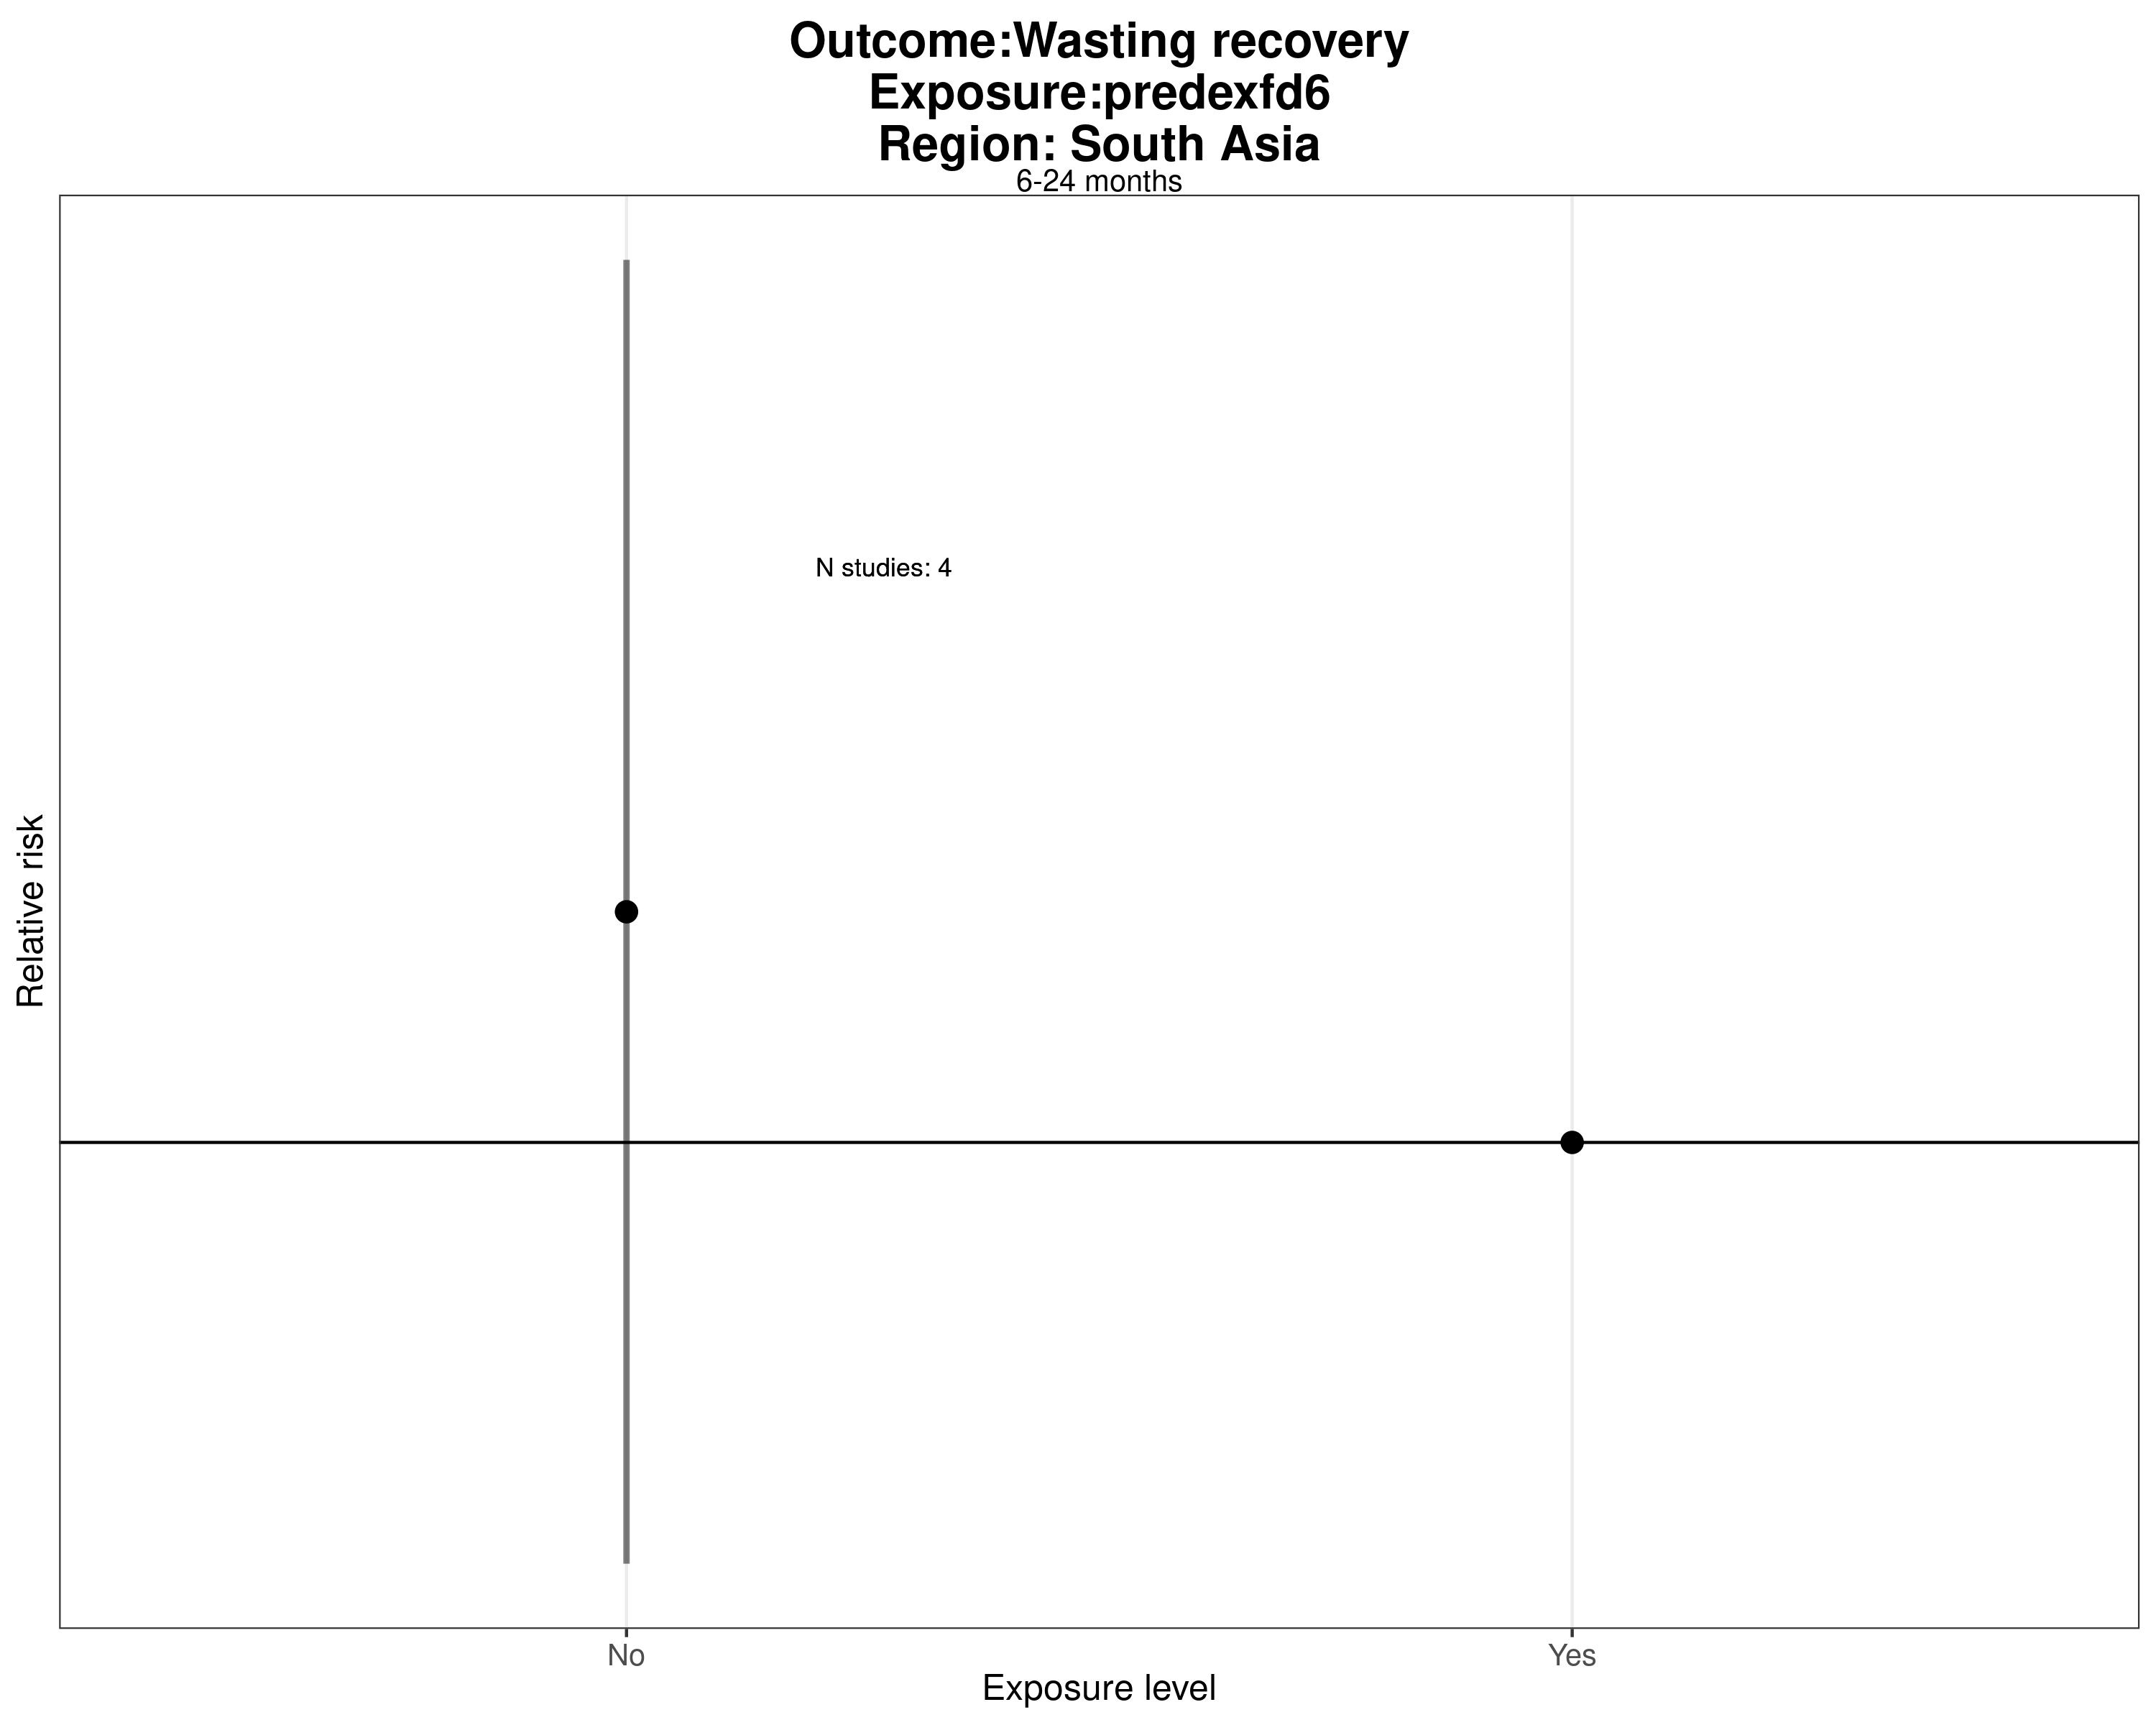 Outcome:Wasting recovery
Exposure:predexfd6
Region: South Asia
6-24 months
N studies: 4
Relative risk
No
Yes
Exposure level